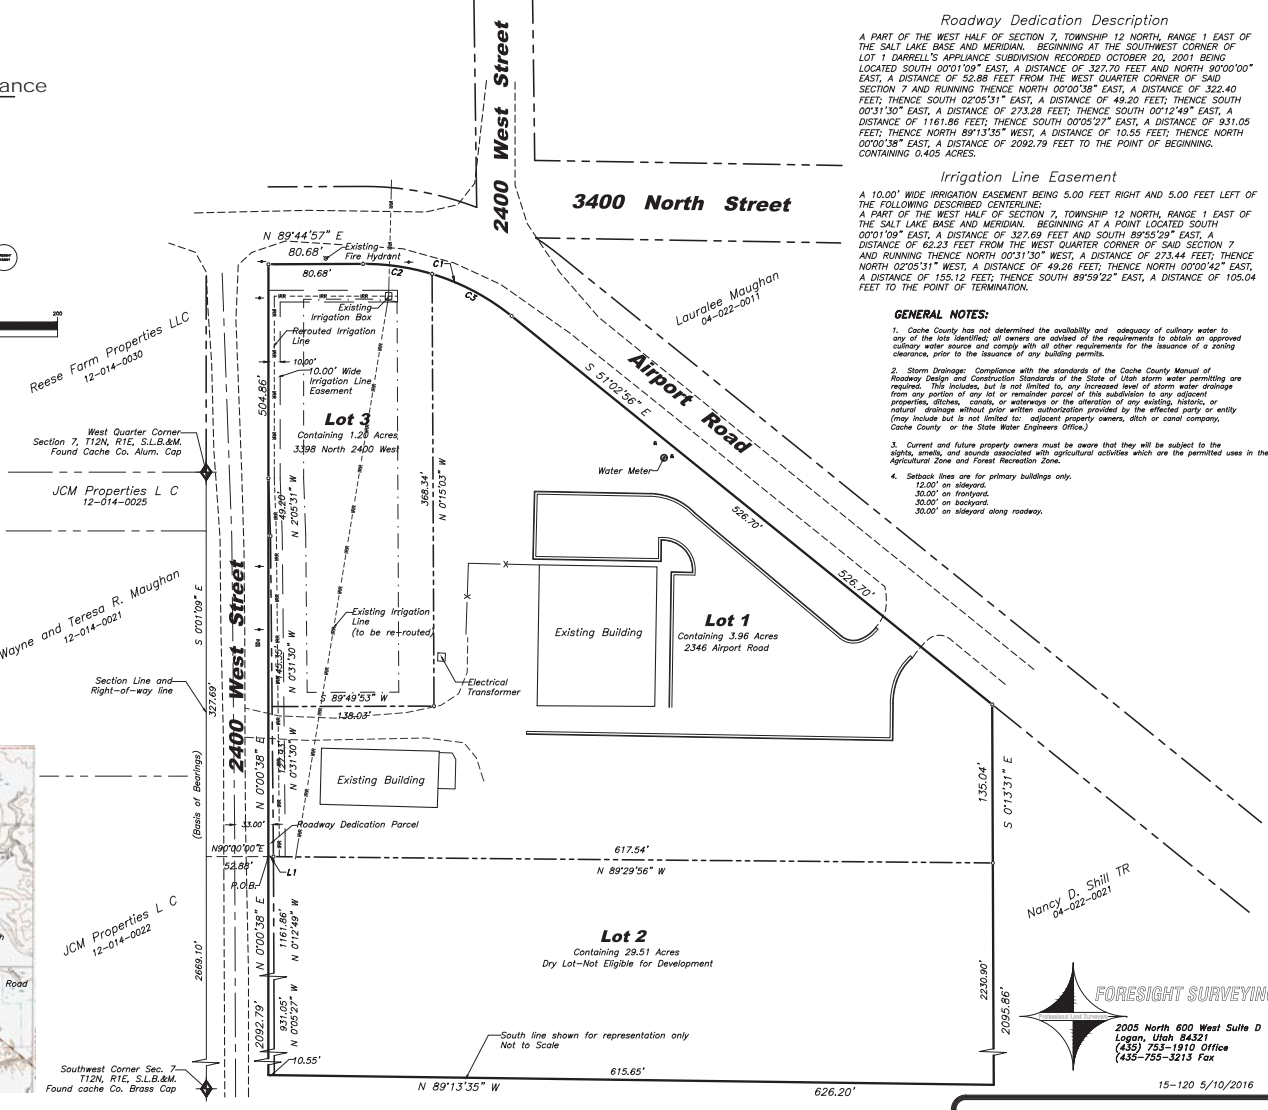 ance
200
Reese Farm Properties LLC
12-014-0030
West Quarter Corner
Section 7, T12N, R1E, S.L.B.&M.
Found Cache Co. Alum. Cap
JCM Properties L C
12-014-0025
Wayne and Teresa R. Maughan
12-014-0021
Section Line and
Right-of-way line
S 0°01'09" E
327.69'
(Basis of Bearings)
JCM Properties L C
12-014-0022
2669.10'
Road
Southwest Corner Sec. 7
T12N, R1E, S.L.B.&M.
Found cache Co. Brass Cap
2400 West Street
2400 West Street
3400 North Street
Airport Road
N 89°44'57" E
80.68'
80.68'
Existing
Fire Hydrant
C1
C2
C3
Existing
Irrigation Box
Rerouted Irrigation
Line
10.00'
10.00' Wide
Irrigation Line
Easement
504.86'
Lot 3
Containing 1.20 Acres
3398 North 2400 West
49.20'
N 2°05'31" W
368.34'
N 0°15'03" W
Existing Irrigation
Line
(to be re-routed)
N 0°31'30" W
S 89°49'53" W
138.03'
Electrical
Transformer
N 0°31'30" W
N 0°00'38" E
Existing Building
33.00'
Roadway Dedication Parcel
N90°00'00"E
52.88'
P.O.B.
L1
Lauralee Maughan
04-022-0011
S 51°02'56" E
Water Meter
526.70'
526.70'
Existing Building
Lot 1
Containing 3.96 Acres
2346 Airport Road
135.04'
S 0°13'31" E
617.54'
N 89°29'56" W
Nancy D. Shill TR
04-022-0021
Lot 2
Containing 29.51 Acres
Dry Lot-Not Eligible for Development
N 0°00'38" E
1161.86'
N 0°12'49" W
2092.79'
931.05'
N 0°05'27" W
10.55'
South line shown for representation only
Not to Scale
N 89°13'35" W
615.65'
626.20'
2230.90'
2095.86'
Roadway Dedication Description
A PART OF THE WEST HALF OF SECTION 7, TOWNSHIP 12 NORTH, RANGE 1 EAST OF
THE SALT LAKE BASE AND MERIDIAN. BEGINNING AT THE SOUTHWEST CORNER OF
LOT 1 DARRELL'S APPLIANCE SUBDIVISION RECORDED OCTOBER 20, 2001 BEING
LOCATED SOUTH 00°01'09" EAST, A DISTANCE OF 327.70 FEET AND NORTH 90°00'00"
EAST, A DISTANCE OF 52.88 FEET FROM THE WEST QUARTER CORNER OF SAID
SECTION 7 AND RUNNING THENCE NORTH 00°00'38" EAST, A DISTANCE OF 322.40
FEET; THENCE SOUTH 02°05'31" EAST, A DISTANCE OF 49.20 FEET; THENCE SOUTH
00°31'30" EAST, A DISTANCE OF 273.28 FEET; THENCE SOUTH 00°12'49" EAST, A
DISTANCE OF 1161.86 FEET; THENCE SOUTH 00°05'27" EAST, A DISTANCE OF 931.05
FEET; THENCE NORTH 89°13'35" WEST, A DISTANCE OF 10.55 FEET; THENCE NORTH
00°00'38" EAST, A DISTANCE OF 2092.79 FEET TO THE POINT OF BEGINNING.
CONTAINING 0.405 ACRES.
Irrigation Line Easement
A 10.00' WIDE IRRIGATION EASEMENT BEING 5.00 FEET RIGHT AND 5.00 FEET LEFT OF
THE FOLLOWING DESCRIBED CENTERLINE:
A PART OF THE WEST HALF OF SECTION 7, TOWNSHIP 12 NORTH, RANGE 1 EAST OF
THE SALT LAKE BASE AND MERIDIAN. BEGINNING AT A POINT LOCATED SOUTH
00°01'09" EAST, A DISTANCE OF 327.69 FEET AND SOUTH 89°55'29" EAST, A
DISTANCE OF 62.23 FEET FROM THE WEST QUARTER CORNER OF SAID SECTION 7
AND RUNNING THENCE NORTH 00°31'30" WEST, A DISTANCE OF 273.44 FEET; THENCE
NORTH 02°05'31" WEST, A DISTANCE OF 49.26 FEET; THENCE NORTH 00°00'42" EAST,
A DISTANCE OF 155.12 FEET; THENCE SOUTH 89°59'22" EAST, A DISTANCE OF 105.04
FEET TO THE POINT OF TERMINATION.
GENERAL NOTES:
1. Cache County has not determined the availability and adequacy of culinary water to
any of the lots identified; all owners are advised of the requirements to obtain an approved
culinary water source and comply with all other requirements for the issuance of a zoning
clearance, prior to the issuance of any building permits.
2. Storm Drainage: Compliance with the standards of the Cache County Manual of
Roadway Design and Construction Standards of the State of Utah storm water permitting are
required. This includes, but is not limited to, any increased level of storm water drainage
from any portion of any lot or remainder parcel of this subdivision to any adjacent
properties, ditches, canals, or waterways or the alteration of any existing, historic, or
natural drainage without prior written authorization provided by the effected party or entity
(may include but is not limited to: adjacent property owners, ditch or canal company,
Cache County or the State Water Engineers Office.)
3. Current and future property owners must be aware that they will be subject to the
sights, smells, and sounds associated with agricultural activities which are the permitted uses in the
Agricultural Zone and Forest Recreation Zone.
4. Setback lines are for primary buildings only.
12.00' on sideyard.
30.00' on frontyard.
30.00' on backyard.
30.00' on sideyard along roadway.
FORESIGHT SURVEYING
Professional Land Surveyors
2005 North 600 West Suite D
Logan, Utah 84321
(435) 753-1910 Office
(435-755-3213 Fax
15-120 5/10/2016